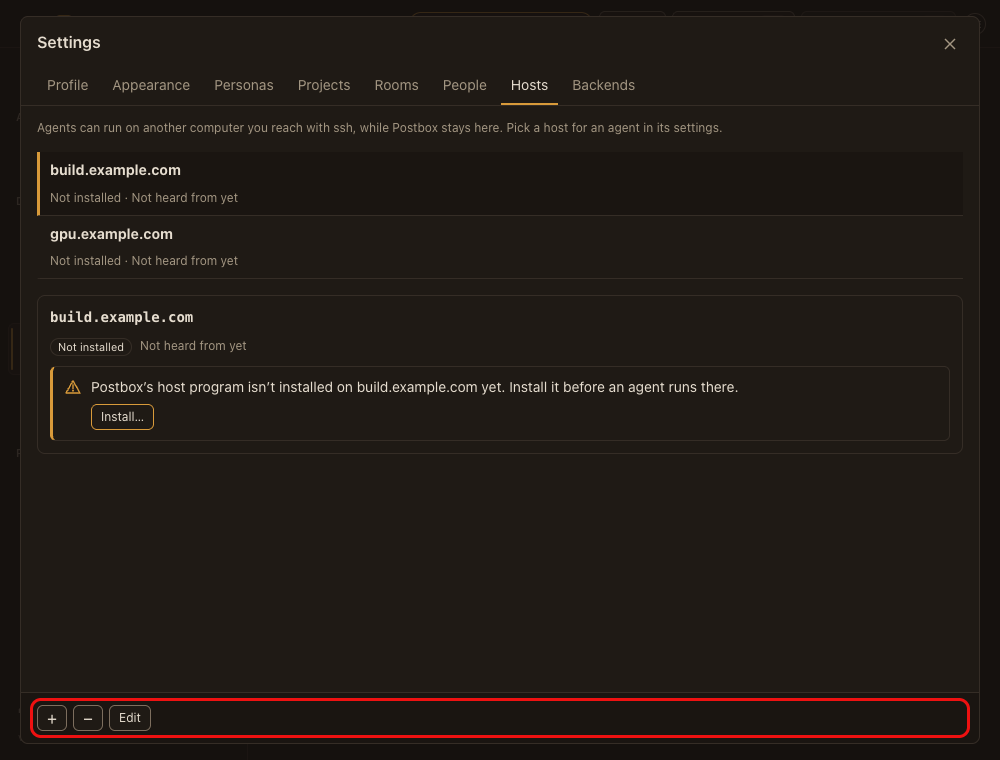 Settings
Profile Appearance Personas Projects Rooms People Hosts Backends
Agents can run on another computer you reach with ssh, while Postbox stays here. Pick a host for an agent in its settings.
build.example.com
Not installed · Not heard from yet
gpu.example.com
Not installed · Not heard from yet
build.example.com
Not installed Not heard from yet
Postbox’s host program isn’t installed on build.example.com yet. Install it before an agent runs there.
Install…
+ − Edit